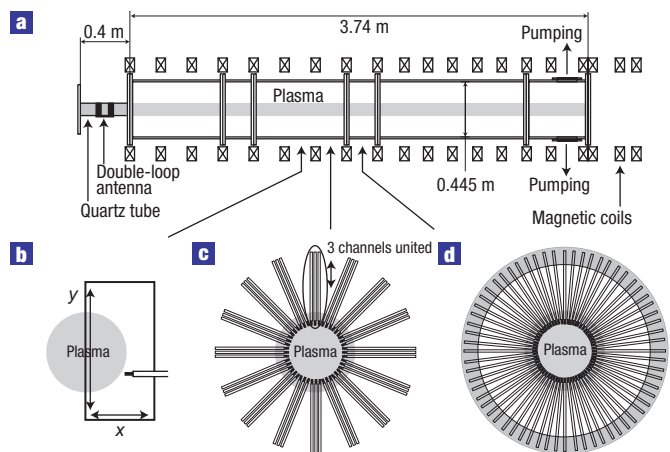 a
3.74 m
0.4 m
Pumping
Plasma
Double-loop
antenna
Quartz tube
0.445 m
Pumping
Magnetic coils
b
y
Plasma
x
c
3 channels united
Plasma
d
Plasma